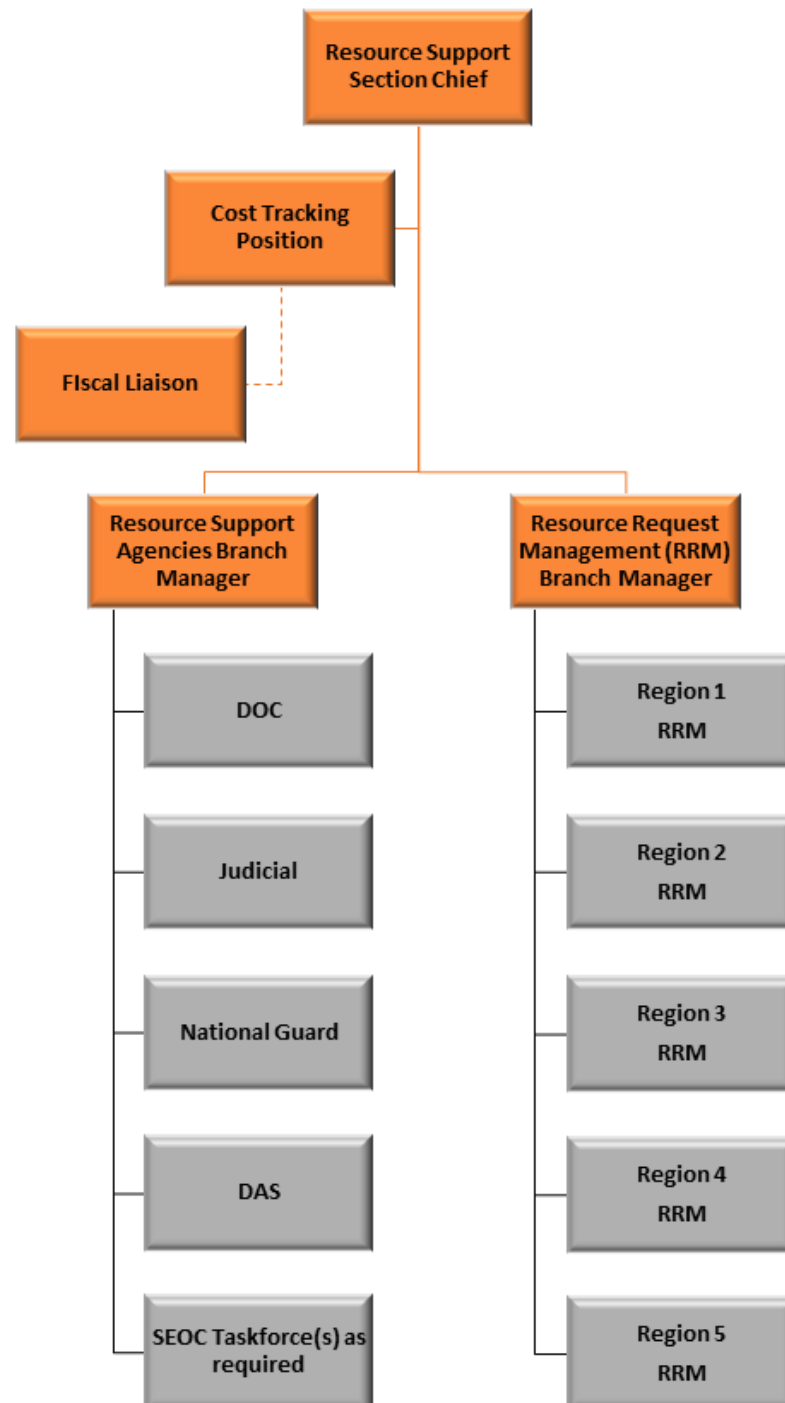 Resource Support
Section Chief
Cost Tracking
Position
FIscal Liaison
Resource Support
Agencies Branch
Manager
Resource Request
Management (RRM)
Branch Manager
DOC
Judicial
National Guard
DAS
SEOC Taskforce(s) as
required
Region 1
RRM
Region 2
RRM
Region 3
RRM
Region 4
RRM
Region 5
RRM